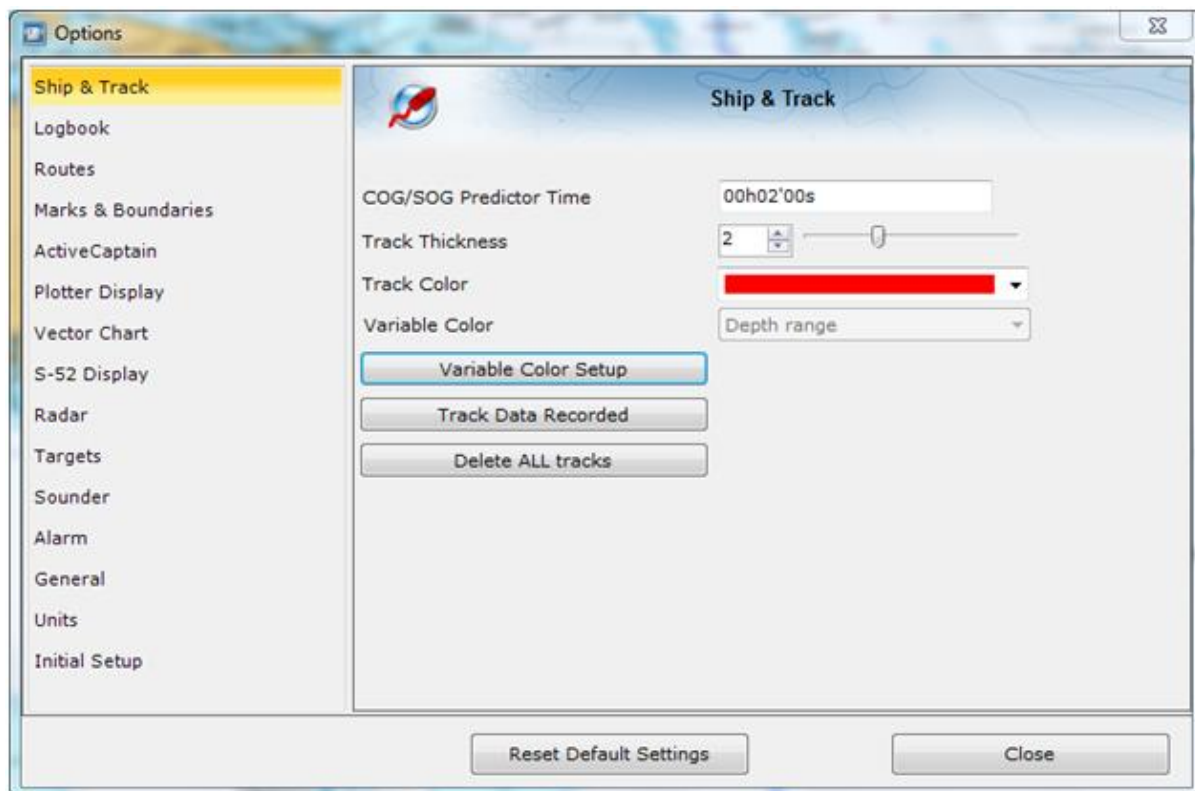 Options
Ship & Track
Logbook
Routes
Marks & Boundaries
ActiveCaptain
Plotter Display
Vector Chart
S-52 Display
Radar
Targets
Sounder
Alarm
General
Units
Initial Setup
Ship & Track
COG/SOG Predictor Time 00h02'00s
Track Thickness 2
Track Color
Variable Color Depth range
Variable Color Setup
Track Data Recorded
Delete ALL tracks
Reset Default Settings Close